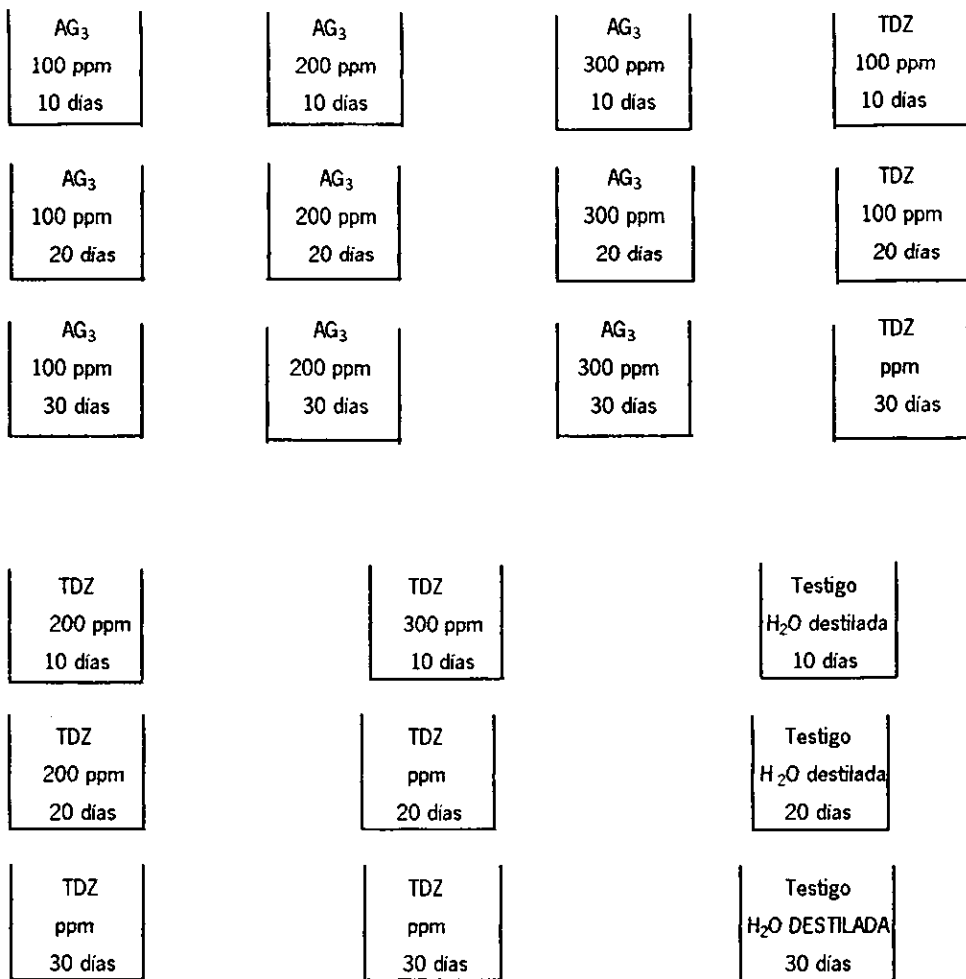 AG₃
100 ppm
10 días
AG₃
200 ppm
10 días
AG₃
300 ppm
10 días
TDZ
100 ppm
10 días
AG₃
100 ppm
20 días
AG₃
200 ppm
20 días
AG₃
300 ppm
20 días
TDZ
100 ppm
20 días
AG₃
100 ppm
30 días
AG₃
200 ppm
30 días
AG₃
300 ppm
30 días
TDZ
ppm
30 días
TDZ
200 ppm
10 días
TDZ
300 ppm
10 días
Testigo
H₂O destilada
10 días
TDZ
200 ppm
20 días
TDZ
ppm
20 días
Testigo
H₂O destilada
20 días
TDZ
ppm
30 días
TDZ
ppm
30 días
Testigo
H₂O DESTILADA
30 días